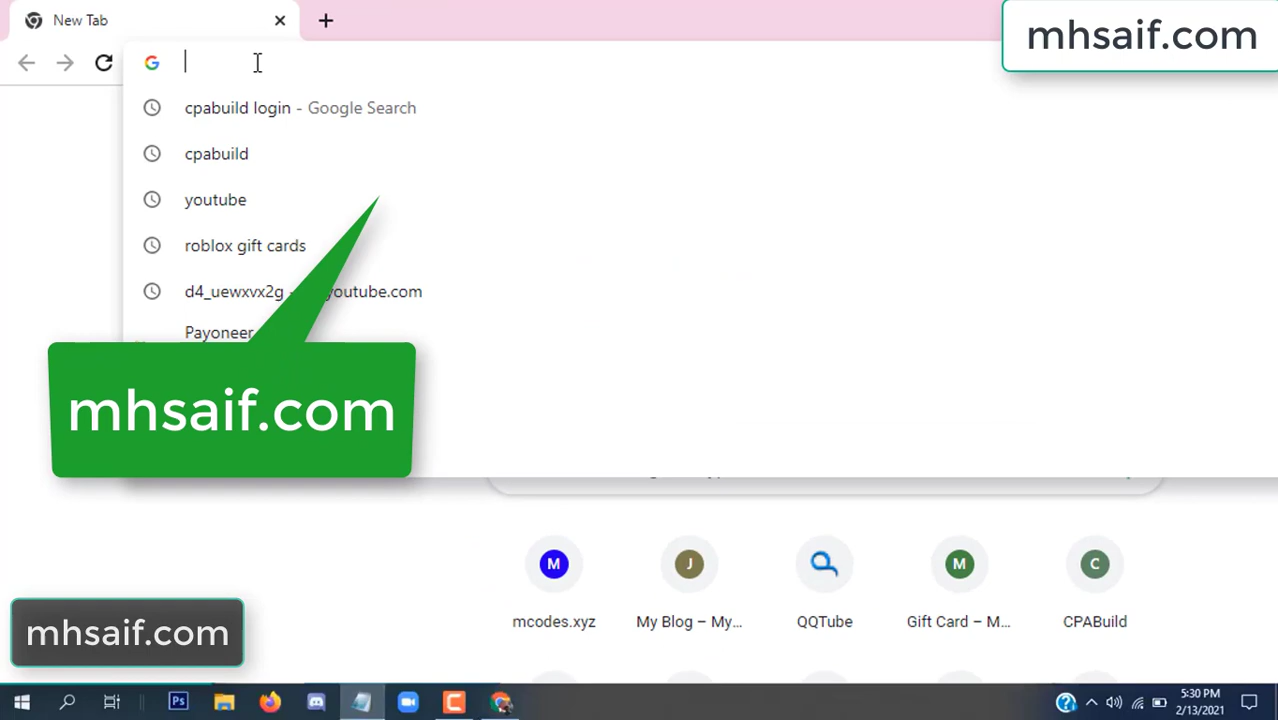 New Tab
mhsaif.com
cpabuild login - Google Search
cpabuild
youtube
roblox gift cards
d4_uewxvx2g - youtube.com
Payoneer
mhsaif.com
mcodes.xyz
My Blog – My...
QQTube
Gift Card – M...
CPABuild
M
J
M
C
mhsaif.com
Ps
5:30 PM
2/13/2021